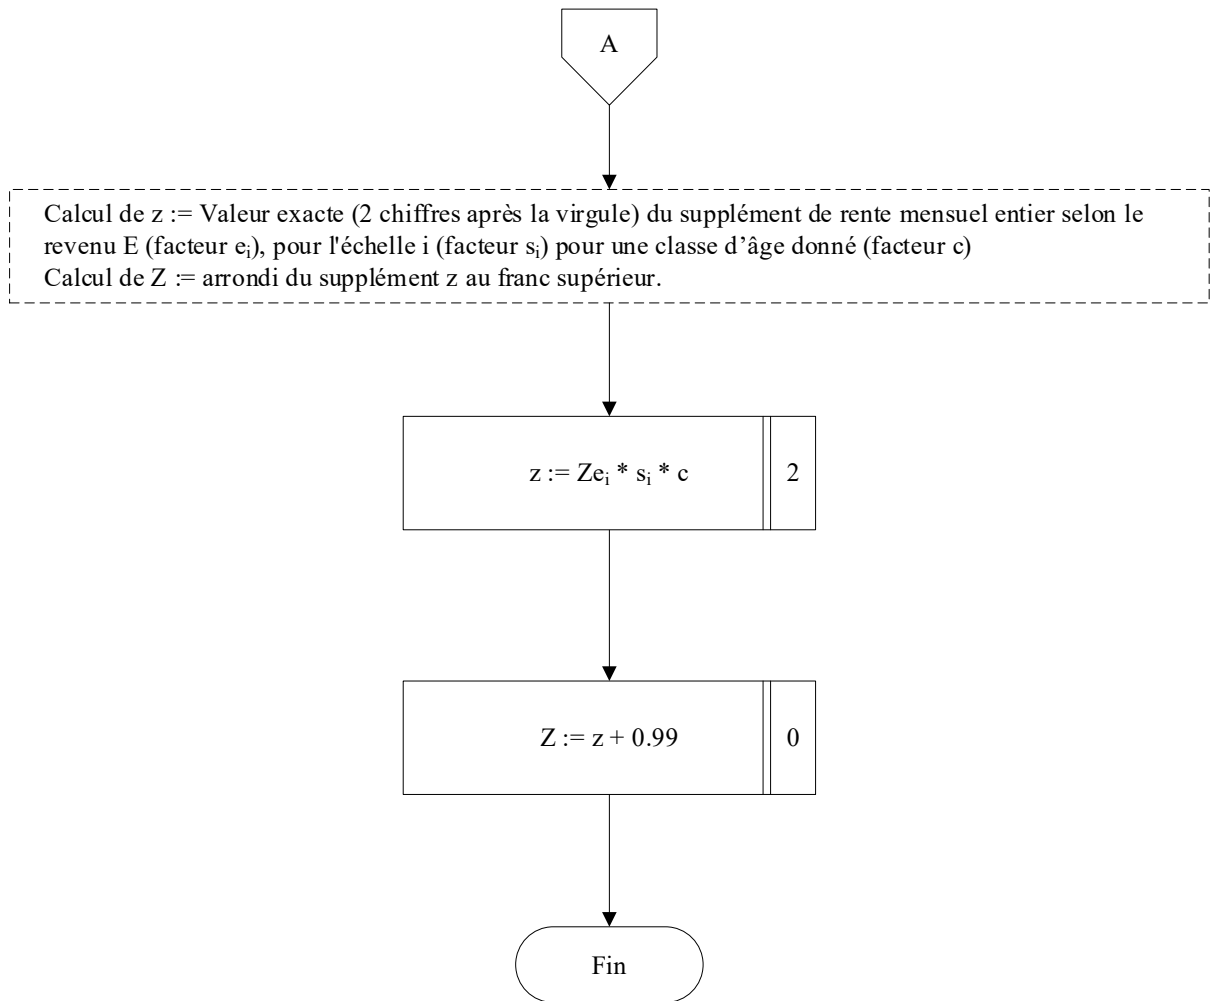 A
Calcul de z := Valeur exacte (2 chiffres après la virgule) du supplément de rente mensuel entier selon le
revenu E (facteur eᵢ), pour l'échelle i (facteur sᵢ) pour une classe d’âge donné (facteur c)
Calcul de Z := arrondi du supplément z au franc supérieur.
z := Zeᵢ * sᵢ * c
2
Z := z + 0.99
0
Fin